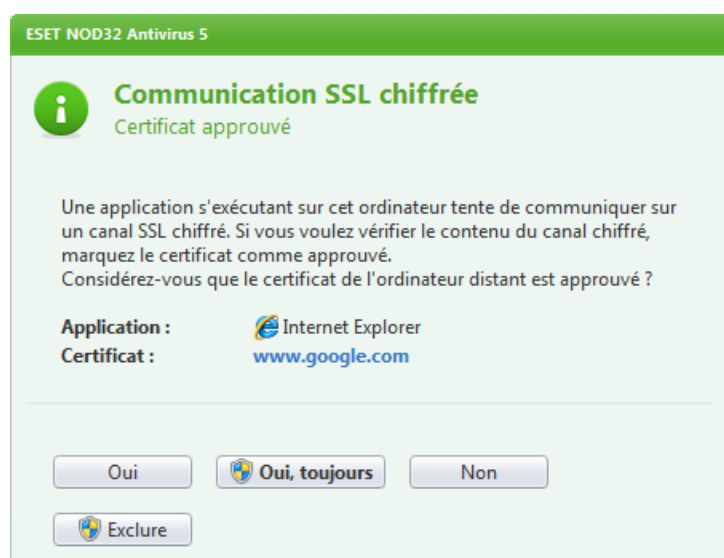 ESET NOD32 Antivirus 5
Communication SSL chiffrée
Certificat approuvé
Une application s'exécutant sur cet ordinateur tente de communiquer sur
un canal SSL chiffré. Si vous voulez vérifier le contenu du canal chiffré,
marquez le certificat comme approuvé.
Considérez-vous que le certificat de l'ordinateur distant est approuvé ?
Application : Internet Explorer
Certificat : www.google.com
Oui Oui, toujours Non
Exclure